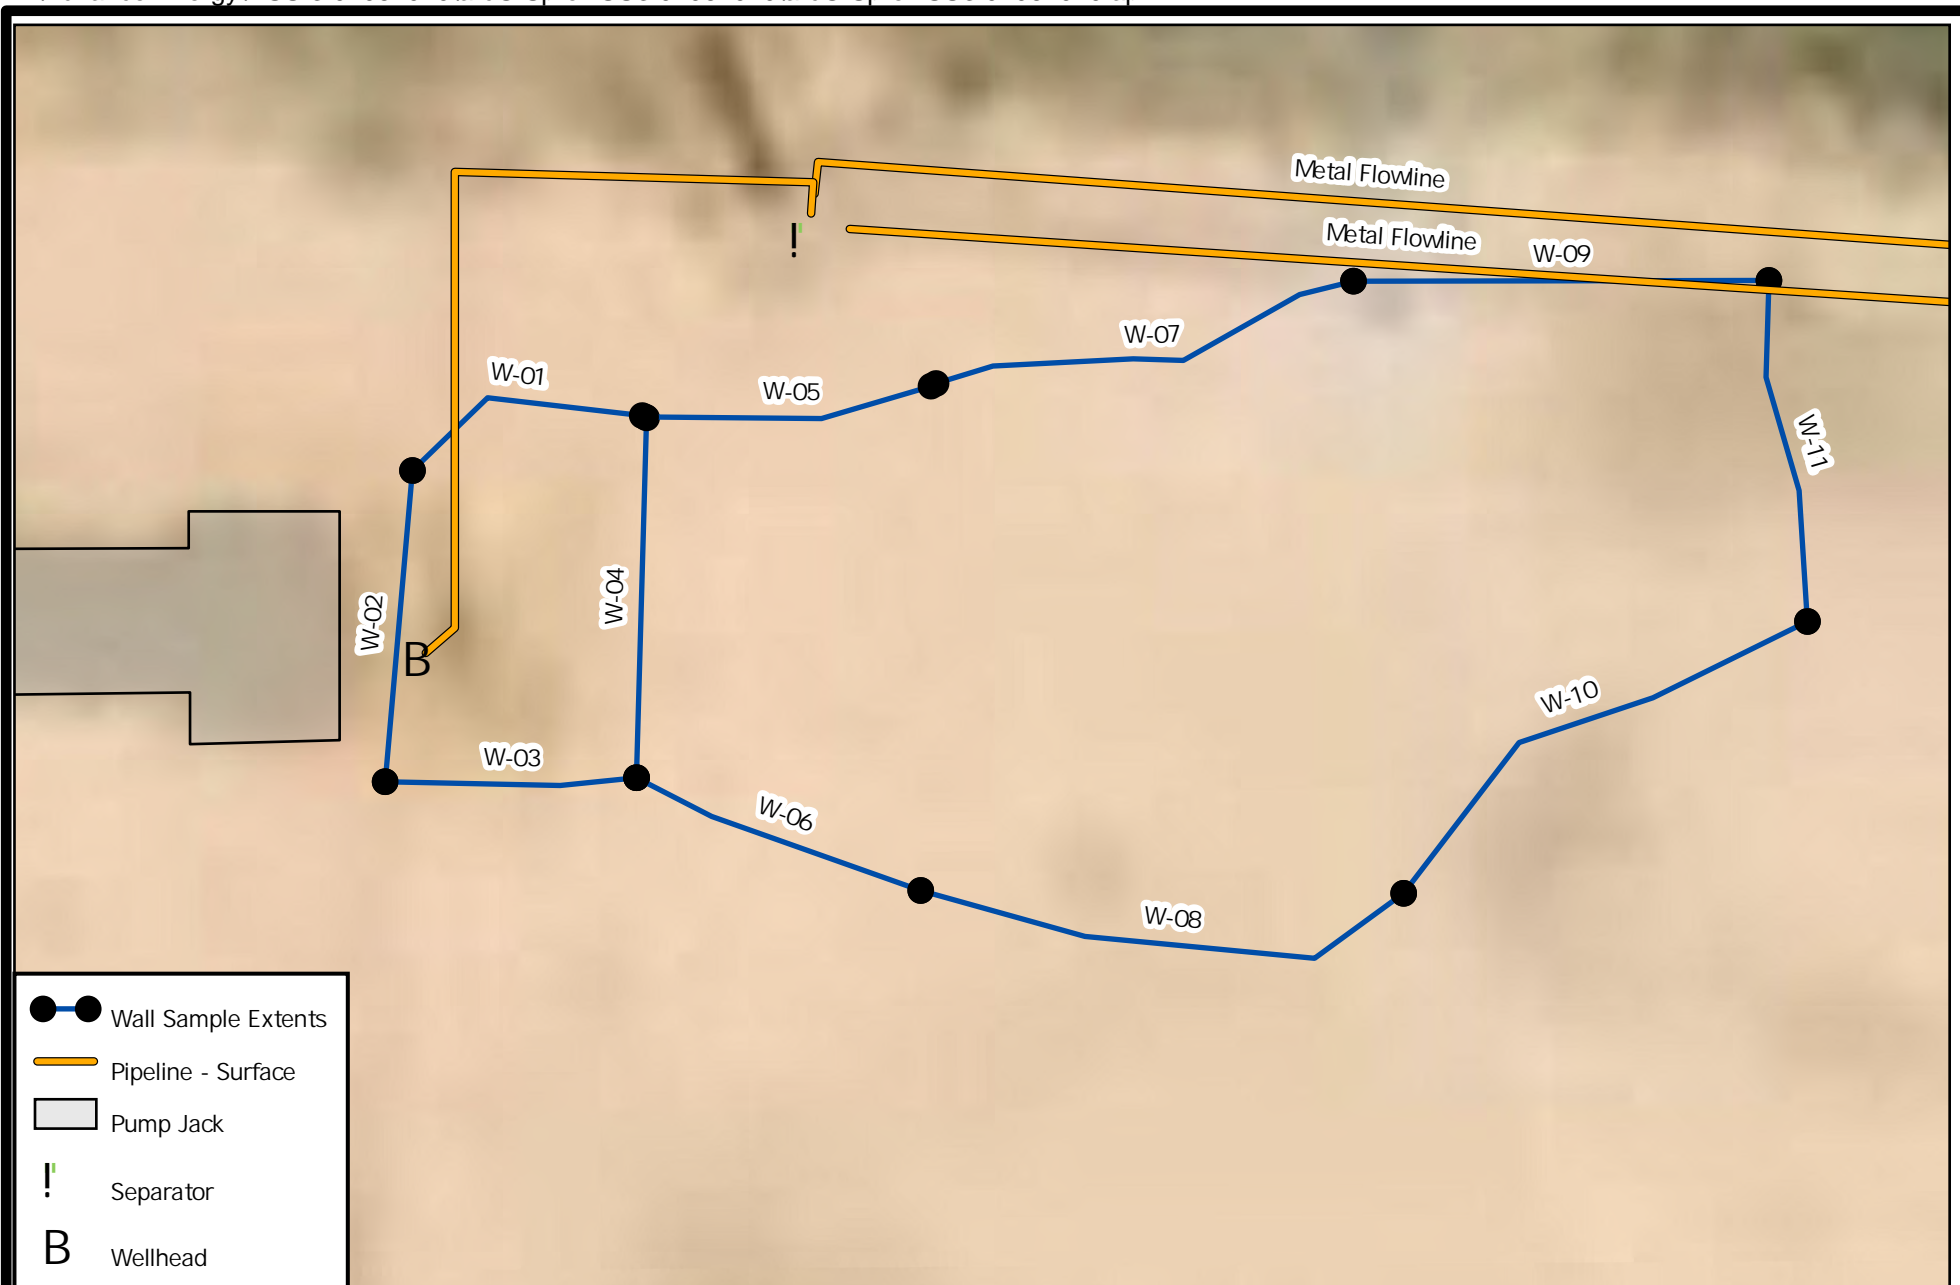 Metal Flowline
Metal Flowline
W-09
W-07
W-01
W-05
W-11
W-04
W-02
B
W-10
W-03
W-06
W-08
Wall Sample Extents
Pipeline - Surface
Pump Jack
Separator
B Wellhead